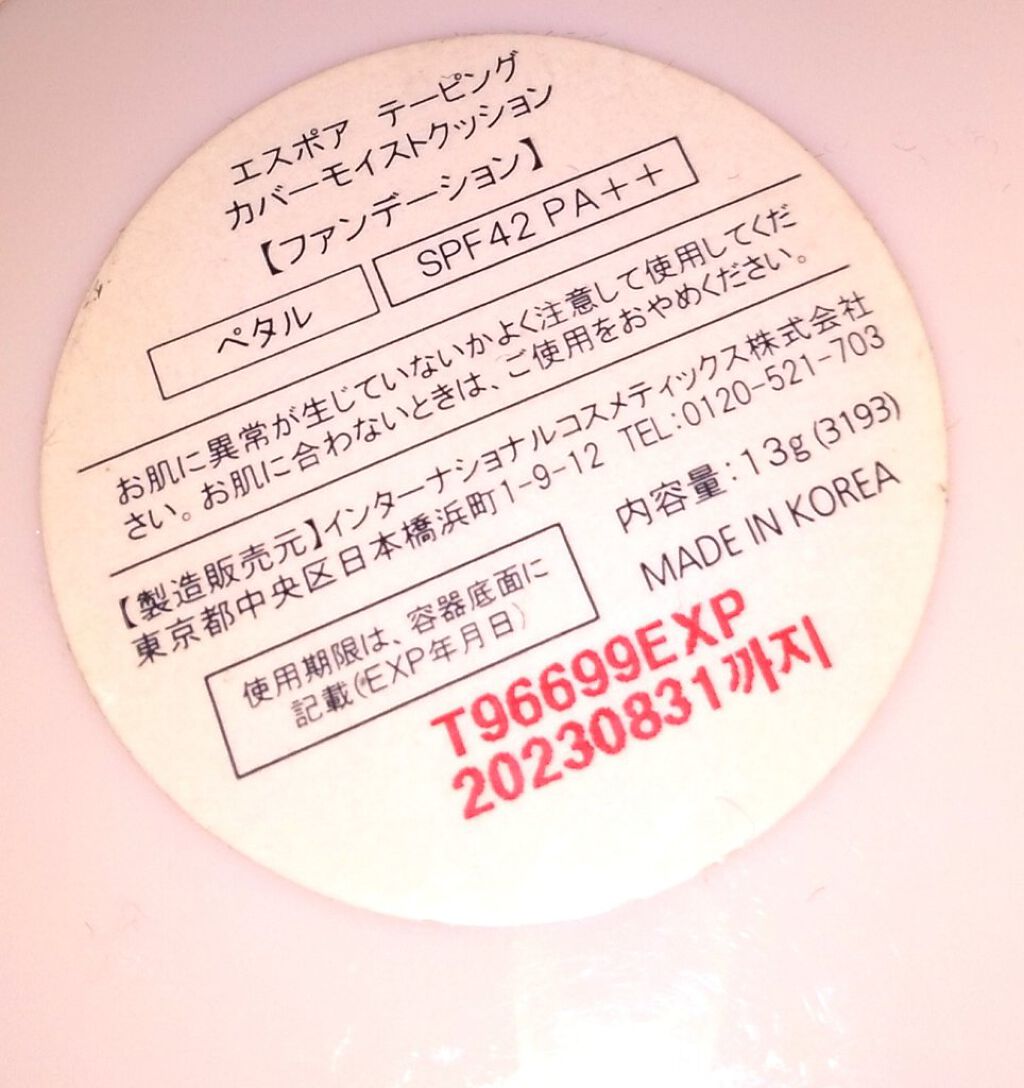 エスポア テーピング
カバーモイストクッション
【ファンデーション】
ペタル SPF42 PA++
お肌に異常が生じていないかよく注意して使用してくだ
さい。お肌に合わないときは、ご使用をおやめください。
【製造販売元】インターナショナルコスメティックス株式会社
東京都中央区日本橋浜町1-9-12 TEL:0120-521-703
内容量:13g(3193)
使用期限は、容器底面に
記載(EXP年月日)
MADE IN KOREA
T96699EXP
20230831까지